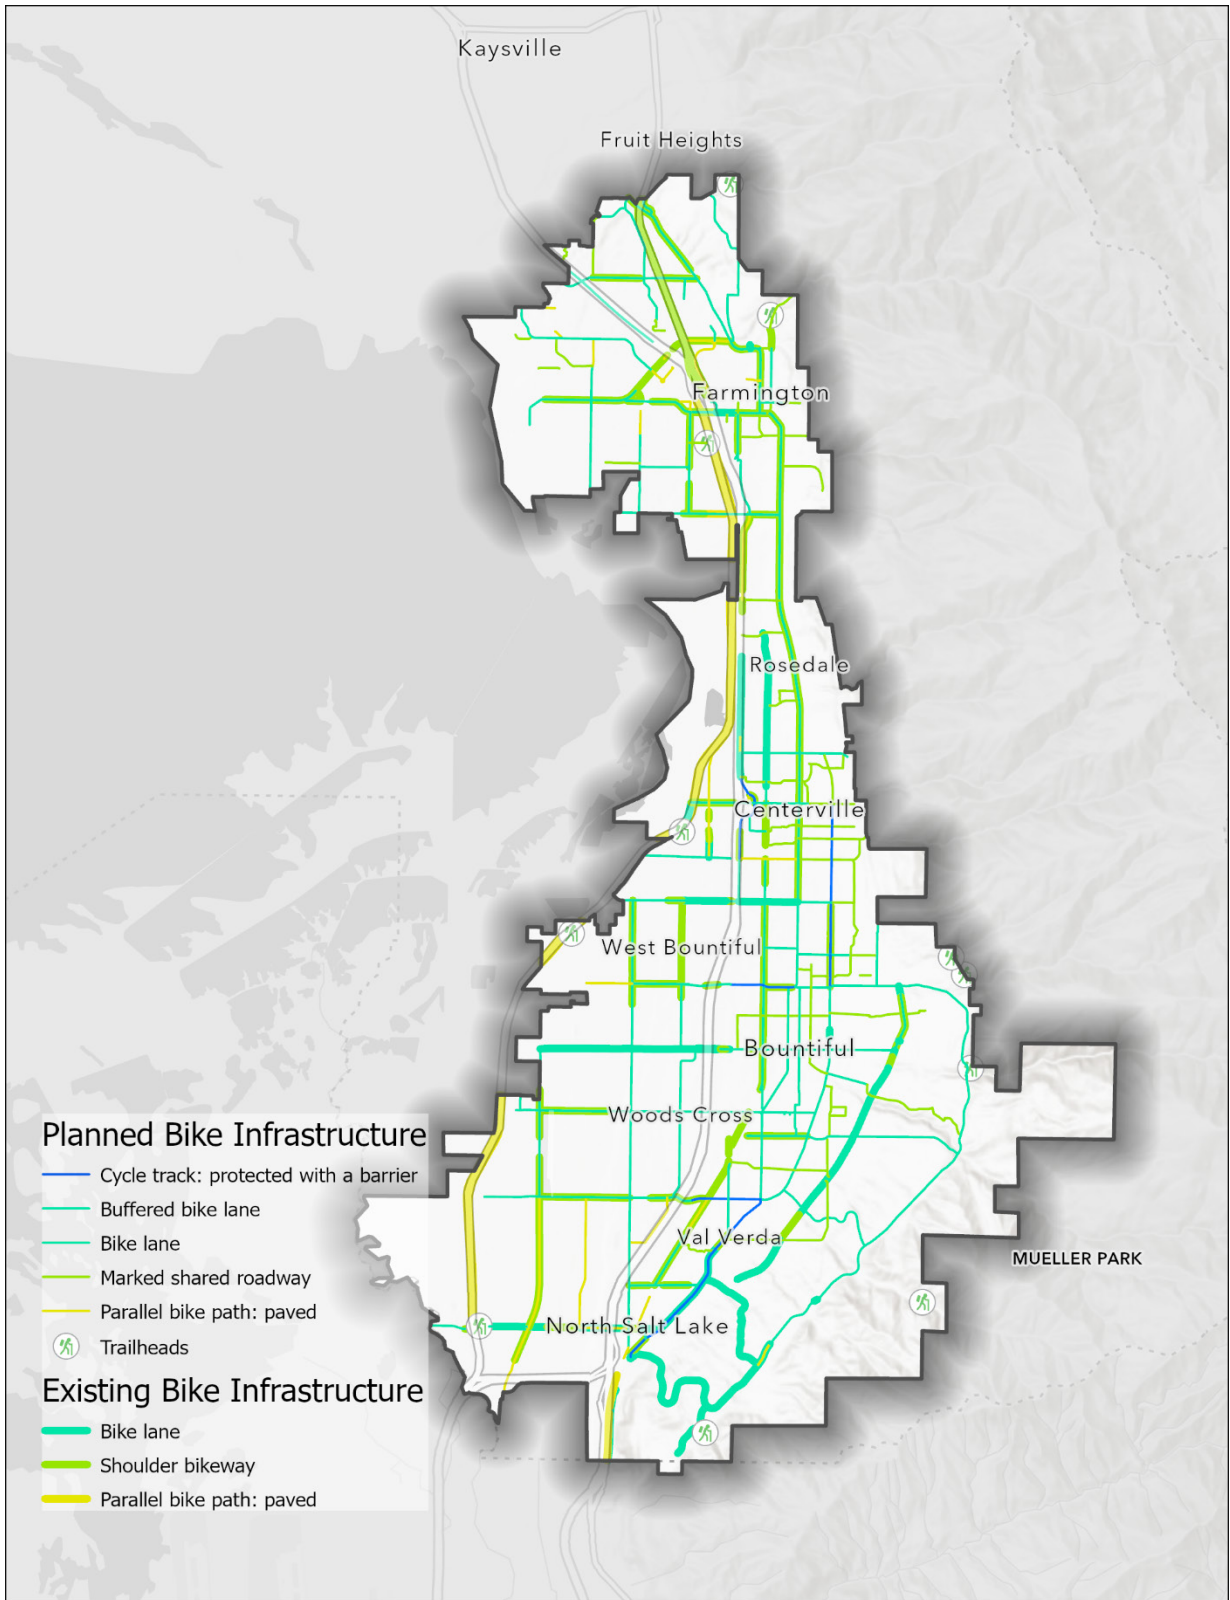 Kaysville
Fruit Heights
Farmington
Rosedale
Centerville
West Bountiful
Bountiful
Woods Cross
Val Verda
MUELLER PARK
North Salt Lake
Planned Bike Infrastructure
Cycle track: protected with a barrier
Buffered bike lane
Bike lane
Marked shared roadway
Parallel bike path: paved
Trailheads
Existing Bike Infrastructure
Bike lane
Shoulder bikeway
Parallel bike path: paved